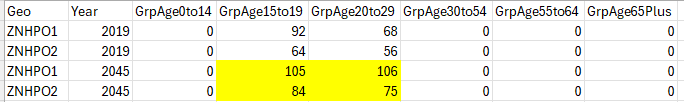 Geo Year GrpAge0to14 GrpAge15to19 GrpAge20to29 GrpAge30to54 GrpAge55to64 GrpAge65Plus
ZNHPO1 2019 0 92 68 0 0 0
ZNHPO2 2019 0 64 56 0 0 0
ZNHPO1 2045 0 105 106 0 0 0
ZNHPO2 2045 0 84 75 0 0 0